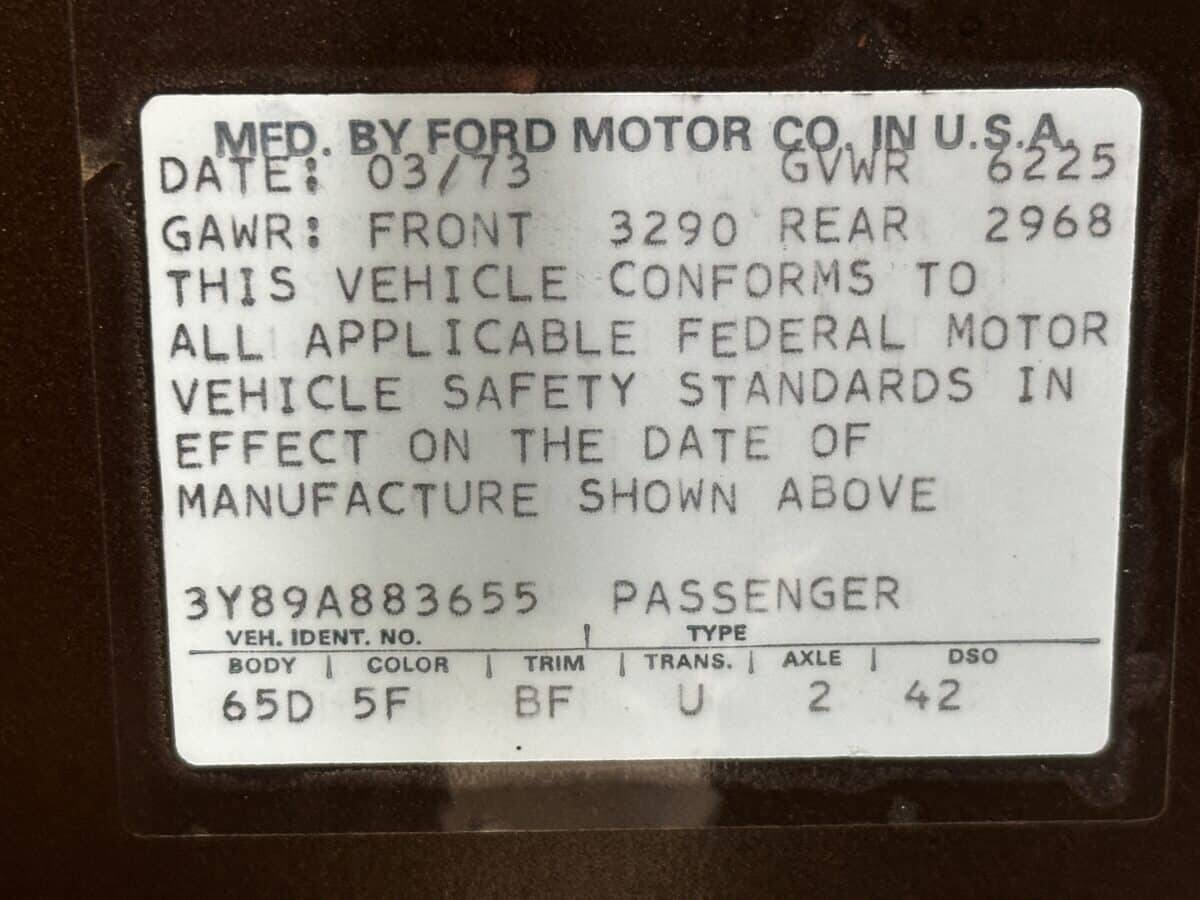 MFD. BY FORD MOTOR CO. IN U.S.A.
DATE: 03/73 GVWR 6225
GAWR: FRONT 3290 REAR 2968
THIS VEHICLE CONFORMS TO
ALL APPLICABLE FEDERAL MOTOR
VEHICLE SAFETY STANDARDS IN
EFFECT ON THE DATE OF
MANUFACTURE SHOWN ABOVE
3Y89A883655 PASSENGER
VEH. IDENT. NO. | TYPE
BODY | COLOR | TRIM | TRANS. | AXLE | DSO
65D 5F BF U 2 42